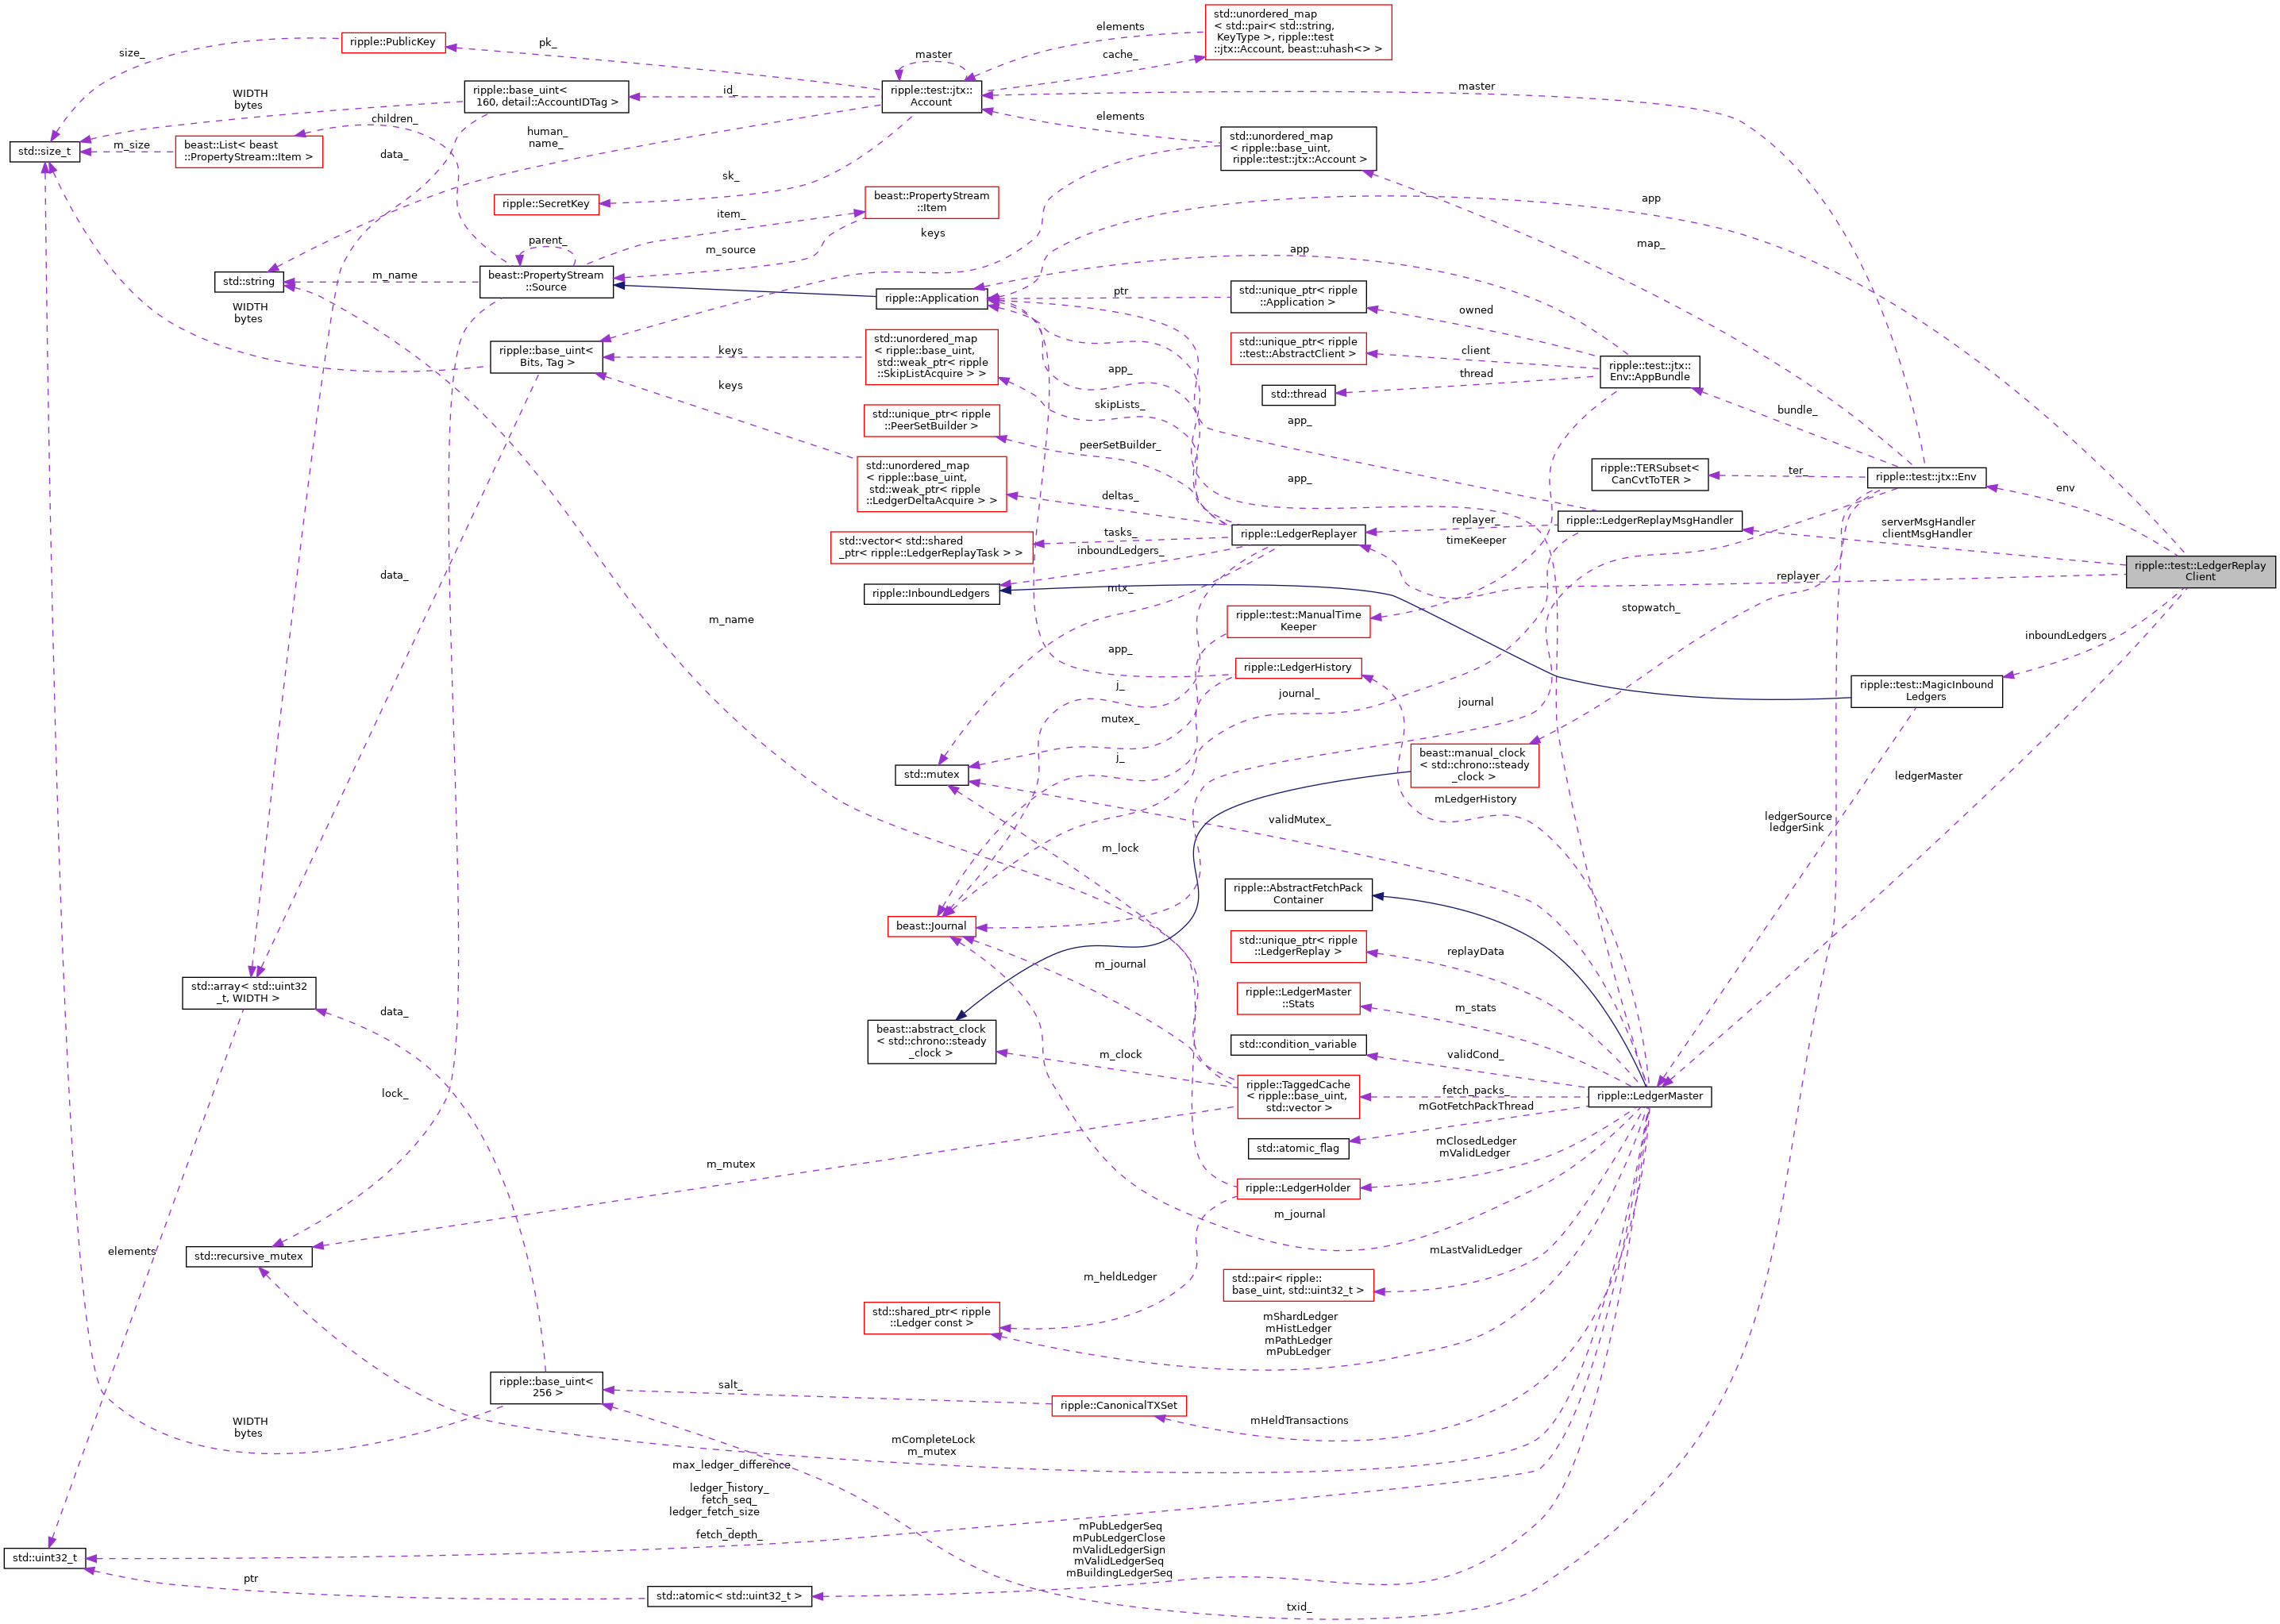 std::unordered_map
< std::pair< std::string,
KeyType >, ripple::test
::jtx::Account, beast::uhash<> >
elements
cache_
master
ripple::test::jtx::
Account
pk_
ripple::PublicKey
size_
id_
ripple::base_uint<
160, detail::AccountIDTag >
WIDTH
bytes
children_
human_
name_
data_
m_size
beast::List< beast
::PropertyStream::Item >
std::size_t
master
elements
std::unordered_map
< ripple::base_uint,
ripple::test::jtx::Account >
sk_
ripple::SecretKey
beast::PropertyStream
::Item
item_
m_source
keys
parent_
beast::PropertyStream
::Source
m_name
std::string
WIDTH
bytes
app
map_
app
ripple::Application
ptr
std::unique_ptr< ripple
::Application >
owned
std::unique_ptr< ripple
::test::AbstractClient >
client
std::thread
thread
ripple::test::jtx::
Env::AppBundle
bundle_
ripple::base_uint<
Bits, Tag >
keys
keys
std::unordered_map
< ripple::base_uint,
std::weak_ptr< ripple
::SkipListAcquire > >
app_
skipLists_
std::unique_ptr< ripple
::PeerSetBuilder >
peerSetBuilder_
app_
app_
std::unordered_map
< ripple::base_uint,
std::weak_ptr< ripple
::LedgerDeltaAcquire > >
deltas_
ripple::TERSubset<
CanCvtToTER >
ter_
ripple::test::jtx::Env
env
std::vector< std::shared
_ptr< ripple::LedgerReplayTask > >
tasks_
inboundLedgers_
ripple::LedgerReplayer
replayer_
timeKeeper
ripple::LedgerReplayMsgHandler
serverMsgHandler
clientMsgHandler
ripple::test::LedgerReplay
Client
replayer
data_
ripple::InboundLedgers
mtx_
ripple::test::ManualTime
Keeper
stopwatch_
inboundLedgers
m_name
app_
ripple::LedgerHistory
j_
journal_
journal
ripple::test::MagicInbound
Ledgers
mutex_
j_
std::mutex
beast::manual_clock
< std::chrono::steady
_clock >
ledgerMaster
mLedgerHistory
validMutex_
ledgerSource
ledgerSink
m_lock
ripple::AbstractFetchPack
Container
beast::Journal
m_journal
std::unique_ptr< ripple
::LedgerReplay >
replayData
std::array< std::uint32
_t, WIDTH >
data_
ripple::LedgerMaster
::Stats
m_stats
beast::abstract_clock
< std::chrono::steady
_clock >
m_clock
std::condition_variable
validCond_
lock_
ripple::TaggedCache
< ripple::base_uint,
std::vector >
fetch_packs_
mGotFetchPackThread
ripple::LedgerMaster
m_mutex
std::atomic_flag
mClosedLedger
mValidLedger
ripple::LedgerHolder
m_journal
elements
std::recursive_mutex
m_heldLedger
mLastValidLedger
std::pair< ripple::
base_uint, std::uint32_t >
std::shared_ptr< ripple
::Ledger const >
mShardLedger
mHistLedger
mPathLedger
mPubLedger
ripple::base_uint<
256 >
salt_
ripple::CanonicalTXSet
mHeldTransactions
WIDTH
bytes
mCompleteLock
m_mutex
max_ledger_difference
_
ledger_history_
fetch_seq_
ledger_fetch_size
_
fetch_depth_
mPubLedgerSeq
mPubLedgerClose
mValidLedgerSign
mValidLedgerSeq
mBuildingLedgerSeq
std::uint32_t
ptr
std::atomic< std::uint32_t >
txid_